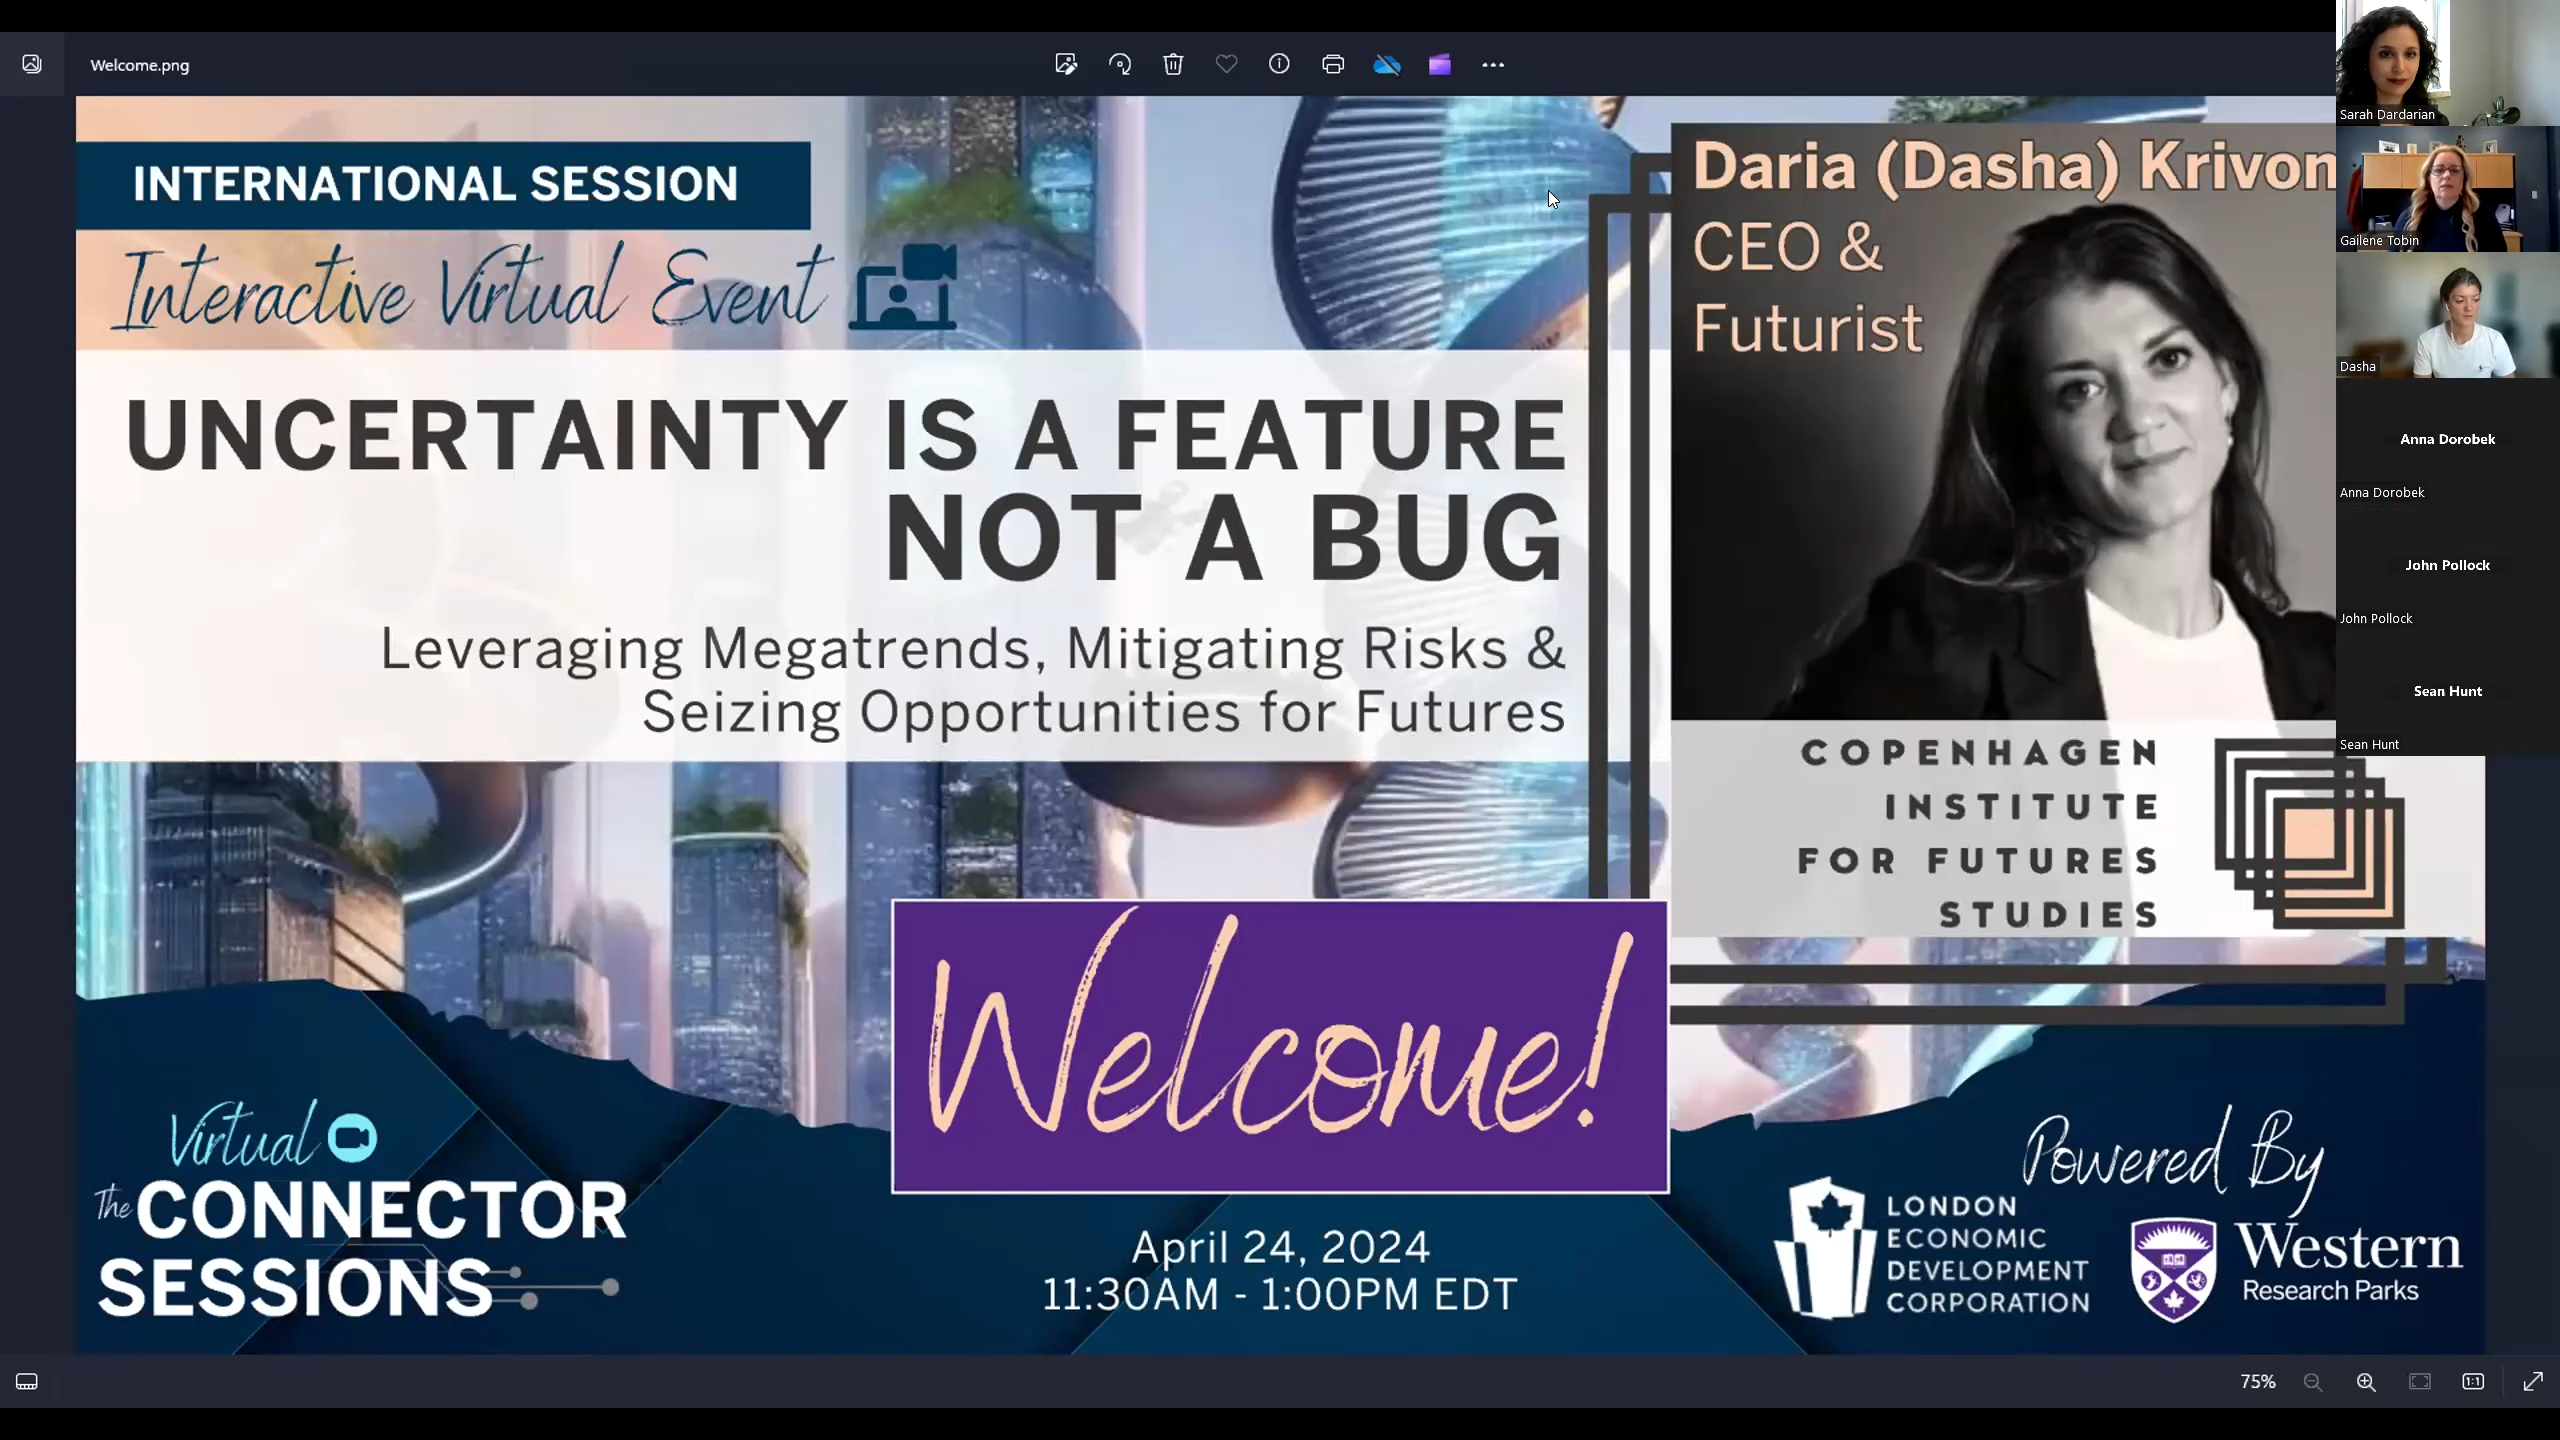 Welcome.png
INTERNATIONAL SESSION
Interactive Virtual Event
UNCERTAINTY IS A FEATURE
NOT A BUG
Leveraging Megatrends, Mitigating Risks &
Seizing Opportunities for Futures
Daria (Dasha) Krivon
CEO &
Futurist
COPENHAGEN
INSTITUTE
FOR FUTURES
STUDIES
Welcome!
April 24, 2024
11:30AM - 1:00PM EDT
Virtual
The CONNECTOR
SESSIONS
Powered By
LONDON
ECONOMIC
DEVELOPMENT
CORPORATION
Western
Research Parks
Sarah Dardarian
Gailene Tobin
Dasha
Anna Dorobek
Anna Dorobek
John Pollock
John Pollock
Sean Hunt
Sean Hunt
75%
1:1